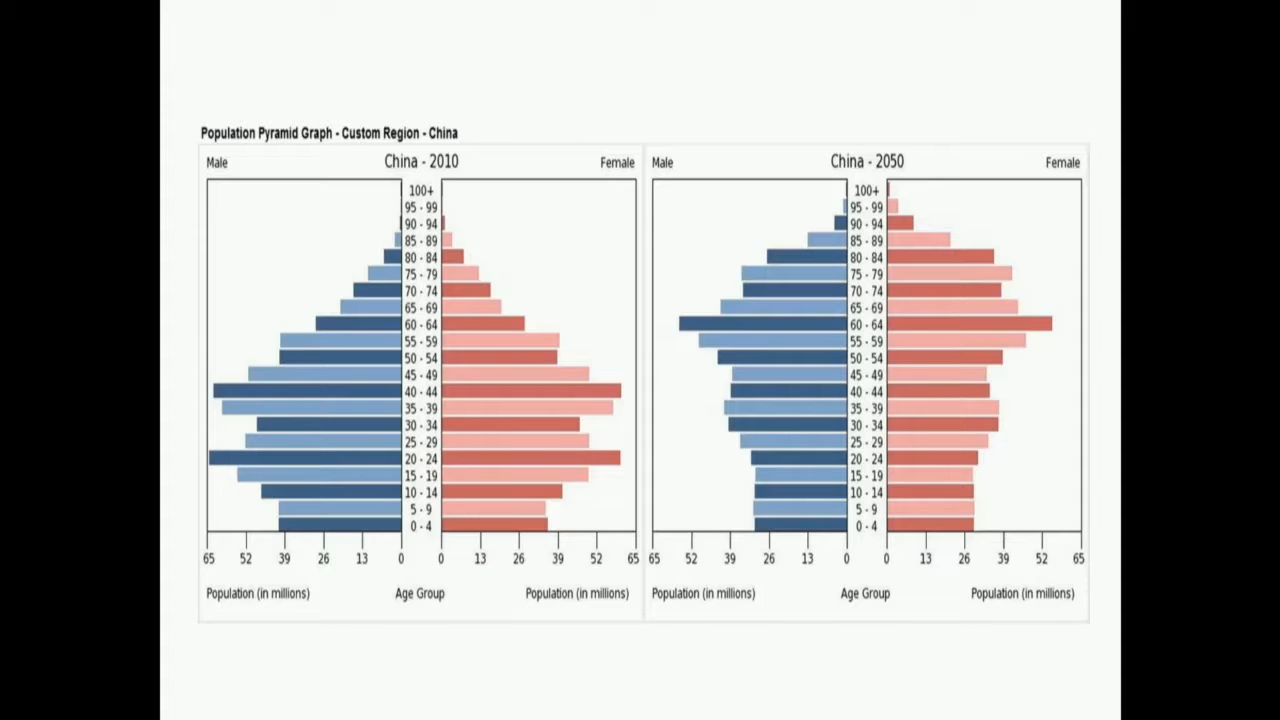 Population Pyramid Graph - Custom Region - China
Male China - 2010 Female
100+
95 - 99
90 - 94
85 - 89
80 - 84
75 - 79
70 - 74
65 - 69
60 - 64
55 - 59
50 - 54
45 - 49
40 - 44
35 - 39
30 - 34
25 - 29
20 - 24
15 - 19
10 - 14
5 - 9
0 - 4
65 52 39 26 13 0 0 13 26 39 52 65
Population (in millions) Age Group Population (in millions)
Male China - 2050 Female
100+
95 - 99
90 - 94
85 - 89
80 - 84
75 - 79
70 - 74
65 - 69
60 - 64
55 - 59
50 - 54
45 - 49
40 - 44
35 - 39
30 - 34
25 - 29
20 - 24
15 - 19
10 - 14
5 - 9
0 - 4
65 52 39 26 13 0 0 13 26 39 52 65
Population (in millions) Age Group Population (in millions)